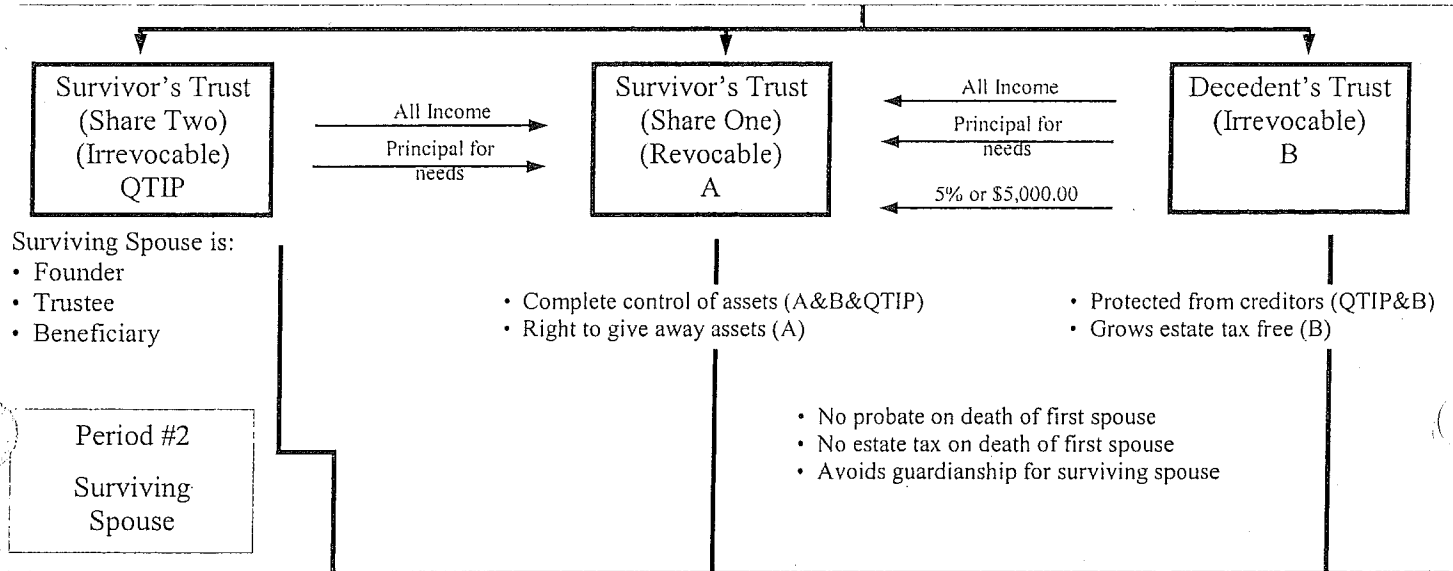 Survivor's Trust
(Share Two)
(Irrevocable)
QTIP
All Income
Principal for
needs
Survivor's Trust
(Share One)
(Revocable)
A
All Income
Principal for
needs
5% or $5,000.00
Decedent's Trust
(Irrevocable)
B
Surviving Spouse is:
• Founder
• Trustee
• Beneficiary
• Complete control of assets (A&B&QTIP)
• Right to give away assets (A)
• Protected from creditors (QTIP&B)
• Grows estate tax free (B)
• No probate on death of first spouse
• No estate tax on death of first spouse
• Avoids guardianship for surviving spouse
Period #2
Surviving
Spouse